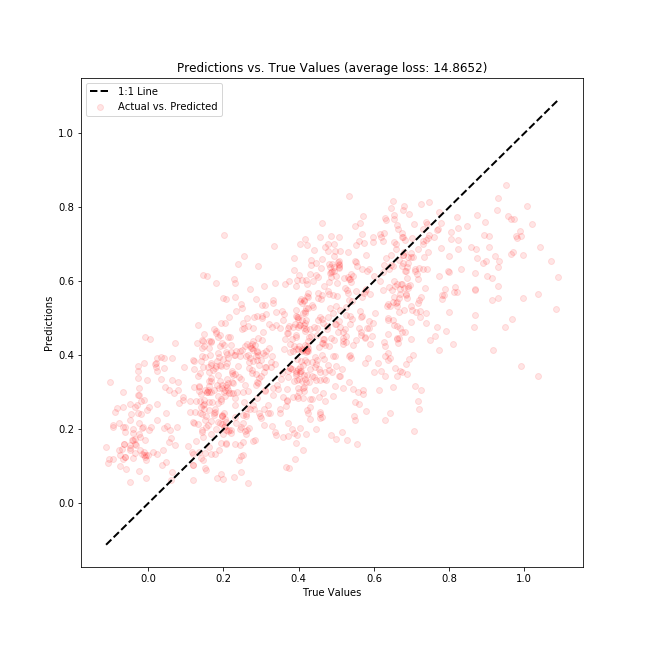 Predictions vs. True Values (average loss: 14.8652)
1:1 Line
Actual vs. Predicted
1.0
0.8
0.6
0.4
0.2
0.0
Predictions
0.0 0.2 0.4 0.6 0.8 1.0
True Values